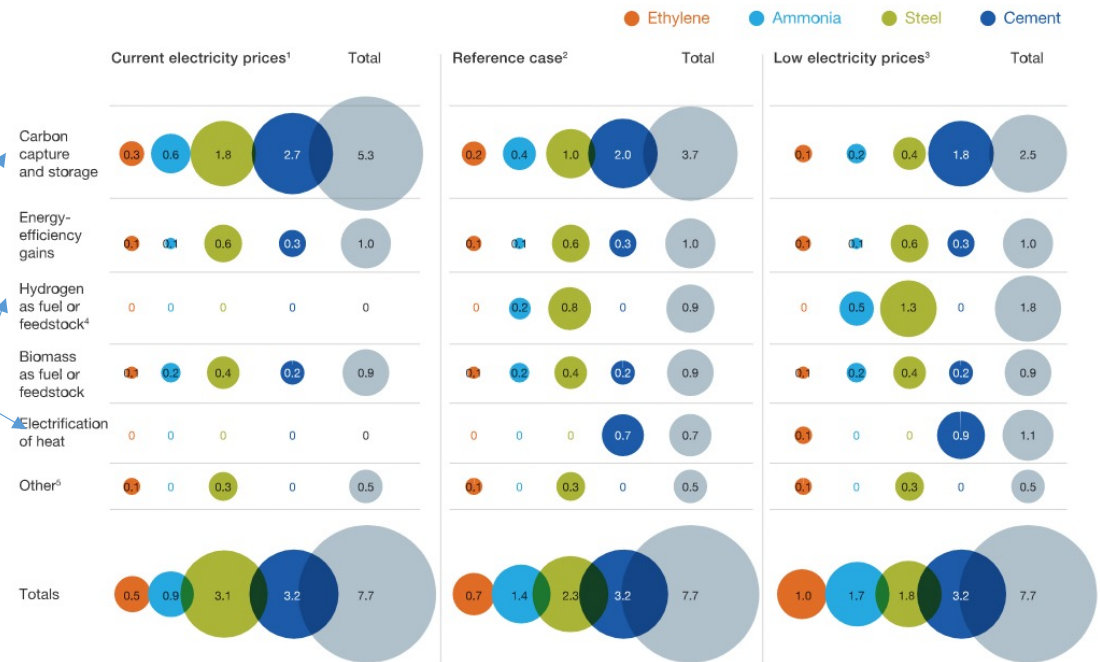 Ethylene Ammonia Steel Cement
Current electricity prices¹ Total Reference case² Total Low electricity prices³ Total
Carbon
capture
and storage
0.3 0.6 1.8 2.7 5.3 0.2 0.4 1.0 2.0 3.7 0.1 0.2 0.4 1.8 2.5
Energy-
efficiency
gains
0.1 0.1 0.6 0.3 1.0 0.1 0.1 0.6 0.3 1.0 0.1 0.1 0.6 0.3 1.0
Hydrogen
as fuel or
feedstock⁴
0 0 0 0 0 0 0.2 0.8 0 0.9 0 0.5 1.3 0 1.8
Biomass
as fuel or
feedstock
0.1 0.2 0.4 0.2 0.9 0.1 0.2 0.4 0.2 0.9 0.1 0.2 0.4 0.2 0.9
Electrification
of heat
0 0 0 0 0 0 0 0 0.7 0.7 0.1 0 0 0.9 1.1
Other⁵
0.1 0 0.3 0 0.5 0.1 0 0.3 0 0.5 0.1 0 0.3 0 0.5
Totals
0.5 0.9 3.1 3.2 7.7 0.7 1.4 2.3 3.2 7.7 1.0 1.7 1.8 3.2 7.7